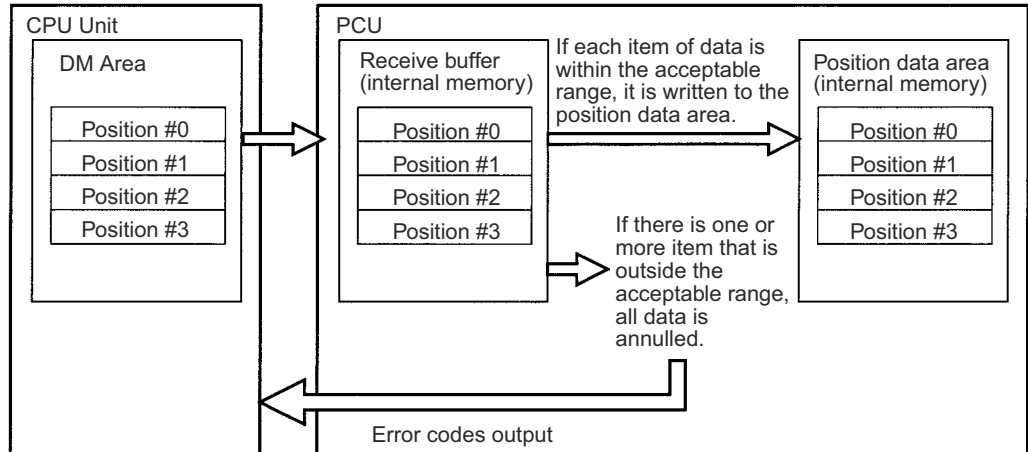 CPU Unit
DM Area
Position #0
Position #1
Position #2
Position #3
PCU
Receive buffer
(internal memory)
Position #0
Position #1
Position #2
Position #3
If each item of data is
within the acceptable
range, it is written to the
position data area.
If there is one or
more item that is
outside the
acceptable range,
all data is
annulled.
Position data area
(internal memory)
Position #0
Position #1
Position #2
Position #3
Error codes output